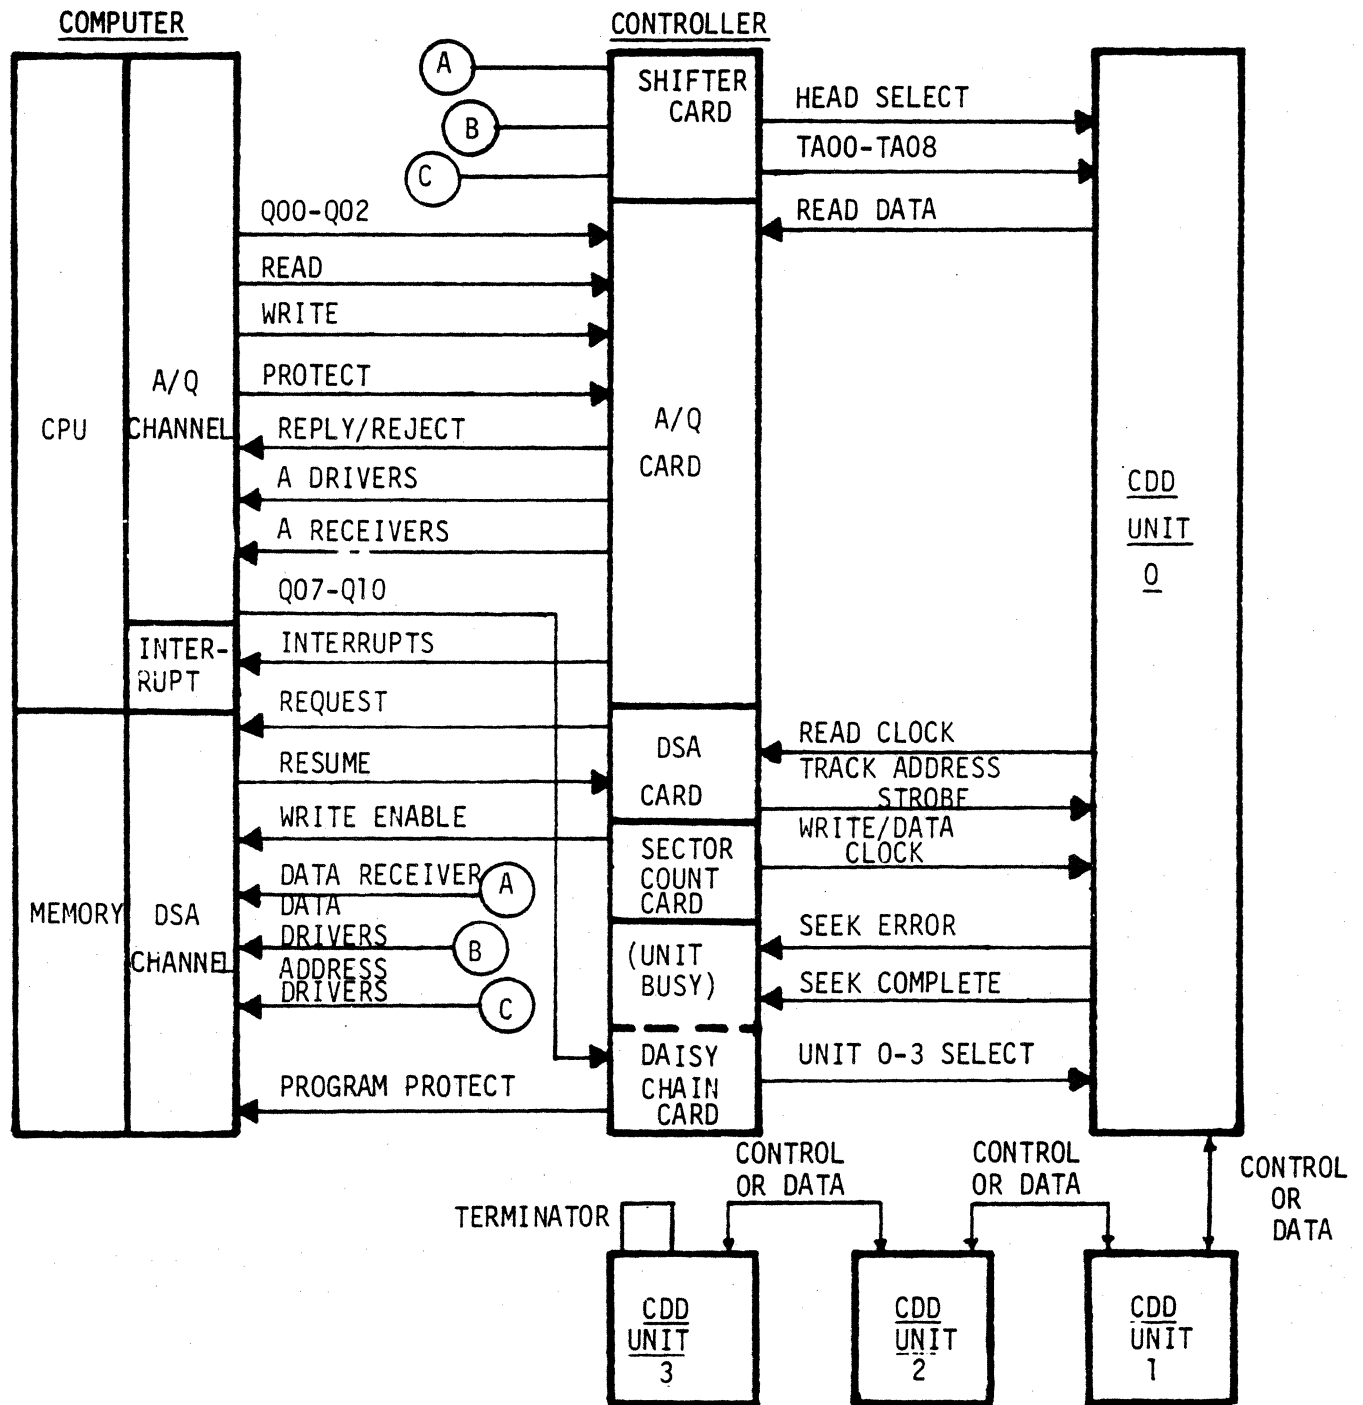 COMPUTER
CONTROLLER
A
B
C
SHIFTER
CARD
HEAD SELECT
TA00-TA08
READ DATA
Q00-Q02
READ
WRITE
PROTECT
REPLY/REJECT
A DRIVERS
A RECEIVERS
Q07-Q10
INTERRUPTS
REQUEST
RESUME
WRITE ENABLE
DATA RECEIVER
A
DATA
DRIVERS
B
ADDRESS
DRIVERS
C
PROGRAM PROTECT
CPU
A/Q
CHANNEL
INTER-
RUPT
MEMORY
DSA
CHANNEL
A/Q
CARD
DSA
CARD
SECTOR
COUNT
CARD
(UNIT
BUSY)
DAISY
CHAIN
CARD
READ CLOCK
TRACK ADDRESS
STROBE
WRITE/DATA
CLOCK
SEEK ERROR
SEEK COMPLETE
UNIT 0-3 SELECT
CDD
UNIT
0
CONTROL
OR DATA
CONTROL
OR DATA
CONTROL
OR
DATA
TERMINATOR
CDD
UNIT
3
CDD
UNIT
2
CDD
UNIT
1